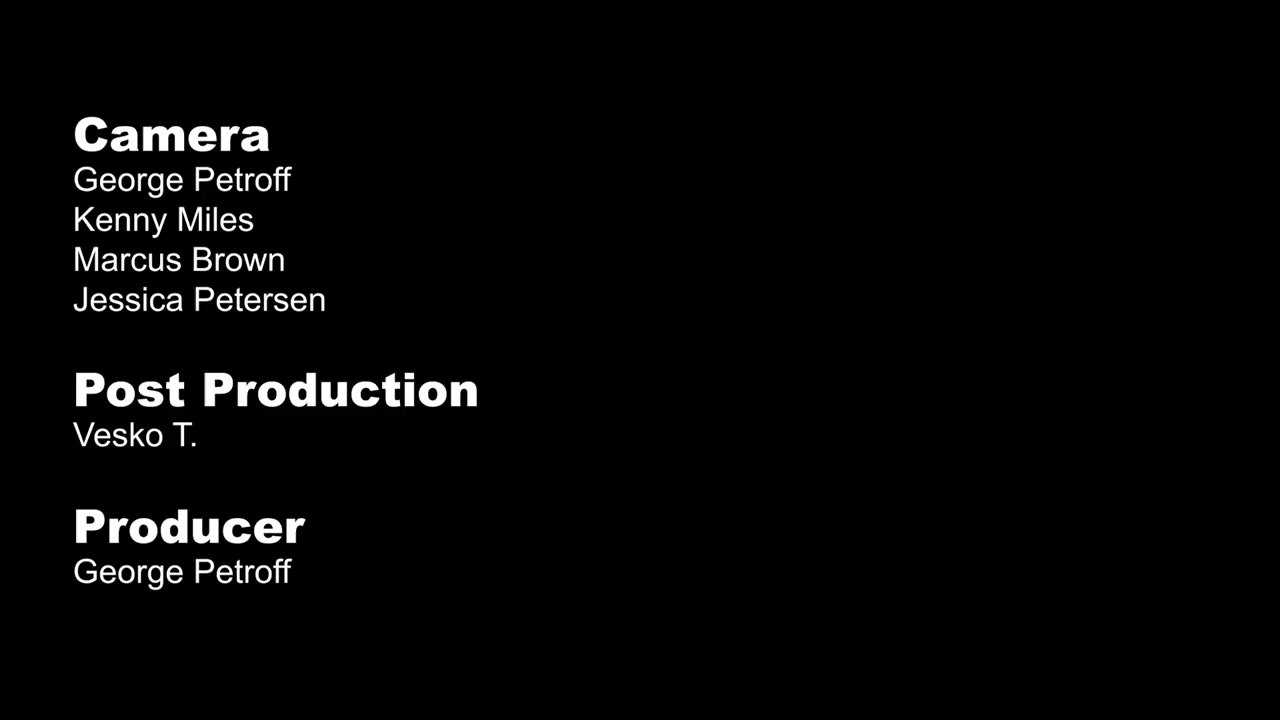 Camera
George Petroff
Kenny Miles
Marcus Brown
Jessica Petersen
Post Production
Vesko T.
Producer
George Petroff